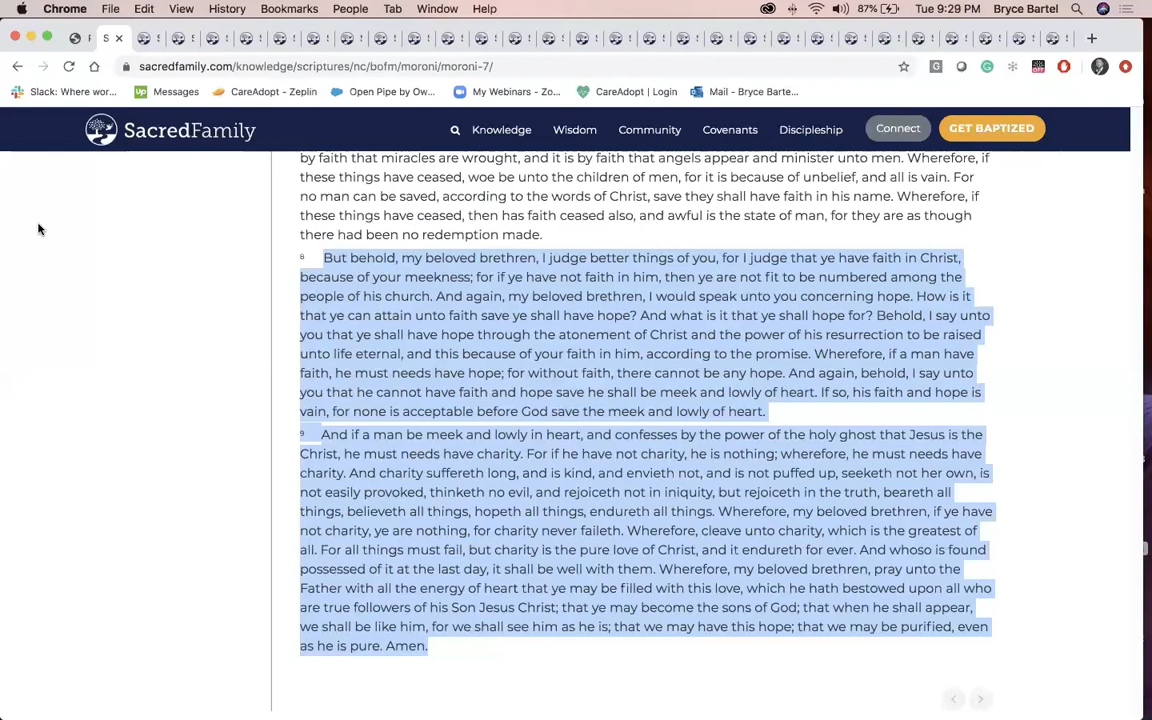 Chrome File Edit View History Bookmarks People Tab Window Help 87% Tue 9:29 PM Bryce Bartel
sacredfamily.com/knowledge/scriptures/nc/bofm/moroni/moroni-7/
Slack: Where wor... Messages CareAdopt - Zeplin Open Pipe by Ow... My Webinars - Zo... CareAdopt | Login Mail - Bryce Barte...
SacredFamily Knowledge Wisdom Community Covenants Discipleship Connect GET BAPTIZED
by faith that miracles are wrought, and it is by faith that angels appear and minister unto men. Wherefore, if
these things have ceased, woe be unto the children of men, for it is because of unbelief, and all is vain. For
no man can be saved, according to the words of Christ, save they shall have faith in his name. Wherefore, if
these things have ceased, then has faith ceased also, and awful is the state of man, for they are as though
there had been no redemption made.
8 But behold, my beloved brethren, I judge better things of you, for I judge that ye have faith in Christ,
because of your meekness; for if ye have not faith in him, then ye are not fit to be numbered among the
people of his church. And again, my beloved brethren, I would speak unto you concerning hope. How is it
that ye can attain unto faith save ye shall have hope? And what is it that ye shall hope for? Behold, I say unto
you that ye shall have hope through the atonement of Christ and the power of his resurrection to be raised
unto life eternal, and this because of your faith in him, according to the promise. Wherefore, if a man have
faith, he must needs have hope; for without faith, there cannot be any hope. And again, behold, I say unto
you that he cannot have faith and hope save he shall be meek and lowly of heart. If so, his faith and hope is
vain, for none is acceptable before God save the meek and lowly of heart.
9 And if a man be meek and lowly in heart, and confesses by the power of the holy ghost that Jesus is the
Christ, he must needs have charity. For if he have not charity, he is nothing; wherefore, he must needs have
charity. And charity suffereth long, and is kind, and envieth not, and is not puffed up, seeketh not her own, is
not easily provoked, thinketh no evil, and rejoiceth not in iniquity, but rejoiceth in the truth, beareth all
things, believeth all things, hopeth all things, endureth all things. Wherefore, my beloved brethren, if ye have
not charity, ye are nothing, for charity never faileth. Wherefore, cleave unto charity, which is the greatest of
all. For all things must fail, but charity is the pure love of Christ, and it endureth for ever. And whoso is found
possessed of it at the last day, it shall be well with them. Wherefore, my beloved brethren, pray unto the
Father with all the energy of heart that ye may be filled with this love, which he hath bestowed upon all who
are true followers of his Son Jesus Christ; that ye may become the sons of God; that when he shall appear,
we shall be like him, for we shall see him as he is; that we may have this hope; that we may be purified, even
as he is pure. Amen.